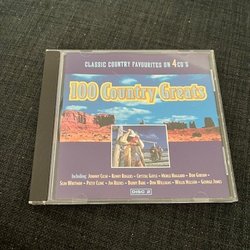 CLASSIC COUNTRY FAVOURITES ON 4 CD'S
100 Country Greats
Including: JOHNNY CASH • KENNY ROGERS • CRYSTAL GAYLE • MERLE HAGGARD • DON GIBSON •
SLIM WHITMAN • PATSY CLINE • JIM REEVES • BOBBY BARE • DON WILLIAMS • WILLIE NELSON • GEORGE JONES
DISC 2